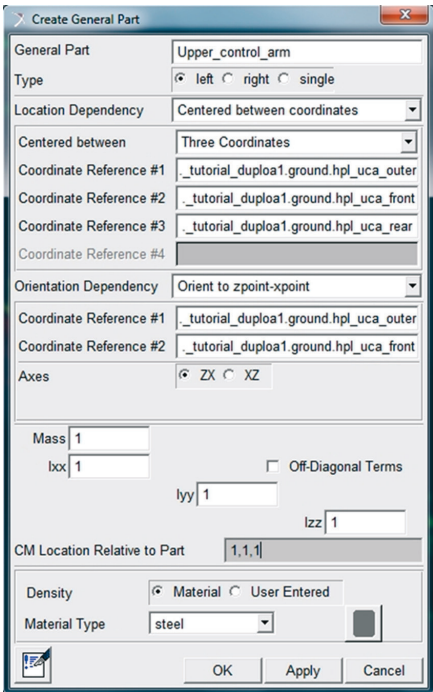 Create General Part
General Part Upper_control_arm
Type left right single
Location Dependency Centered between coordinates
Centered between Three Coordinates
Coordinate Reference #1 ._tutorial_duploa1.ground.hpl_uca_outer
Coordinate Reference #2 ._tutorial_duploa1.ground.hpl_uca_front
Coordinate Reference #3 ._tutorial_duploa1.ground.hpl_uca_rear
Coordinate Reference #4
Orientation Dependency Orient to zpoint-xpoint
Coordinate Reference #1 ._tutorial_duploa1.ground.hpl_uca_outer
Coordinate Reference #2 ._tutorial_duploa1.ground.hpl_uca_front
Axes ZX XZ
Mass 1
Ixx 1 Off-Diagonal Terms
Iyy 1
Izz 1
CM Location Relative to Part 1,1,1
Density Material User Entered
Material Type steel
OK Apply Cancel